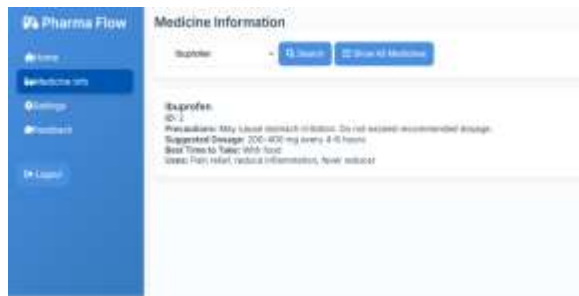 Pharma Flow
Medicine Information
Home
Ibuprofen
Search
Show All Medicines
Medicine Info
Settings
Feedback
Logout
Ibuprofen
ID: 2
Precautions: May cause stomach irritation. Do not exceed recommended dosage.
Suggested Dosage: 200-400 mg every 4-6 hours
Best Time to Take: With food
Uses: Pain relief, reduce inflammation, fever reducer